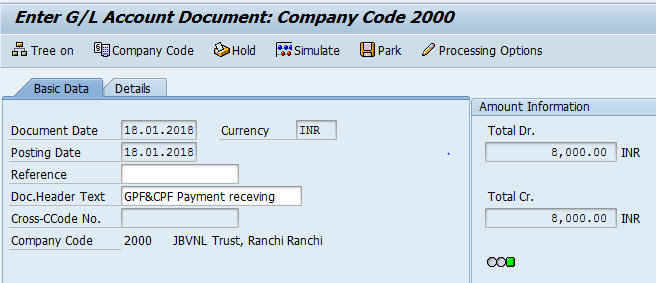 Enter G/L Account Document: Company Code 2000
Tree on Company Code Hold Simulate Park Processing Options
Basic Data Details
Amount Information
Document Date 18.01.2018 Currency INR
Total Dr.
Posting Date 18.01.2018
8,000.00 INR
Reference
Doc.Header Text GPF&CPF Payment receving
Total Cr.
Cross-CCode No.
8,000.00 INR
Company Code 2000 JBVNL Trust, Ranchi Ranchi